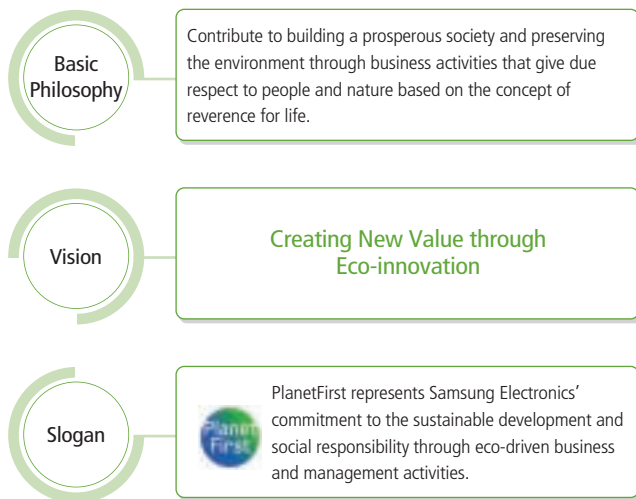 Basic
Philosophy
Contribute to building a prosperous society and preserving
the environment through business activities that give due
respect to people and nature based on the concept of
reverence for life.
Vision
Creating New Value through
Eco-innovation
Slogan
Planet
First
PlanetFirst represents Samsung Electronics’
commitment to the sustainable development and
social responsibility through eco-driven business
and management activities.